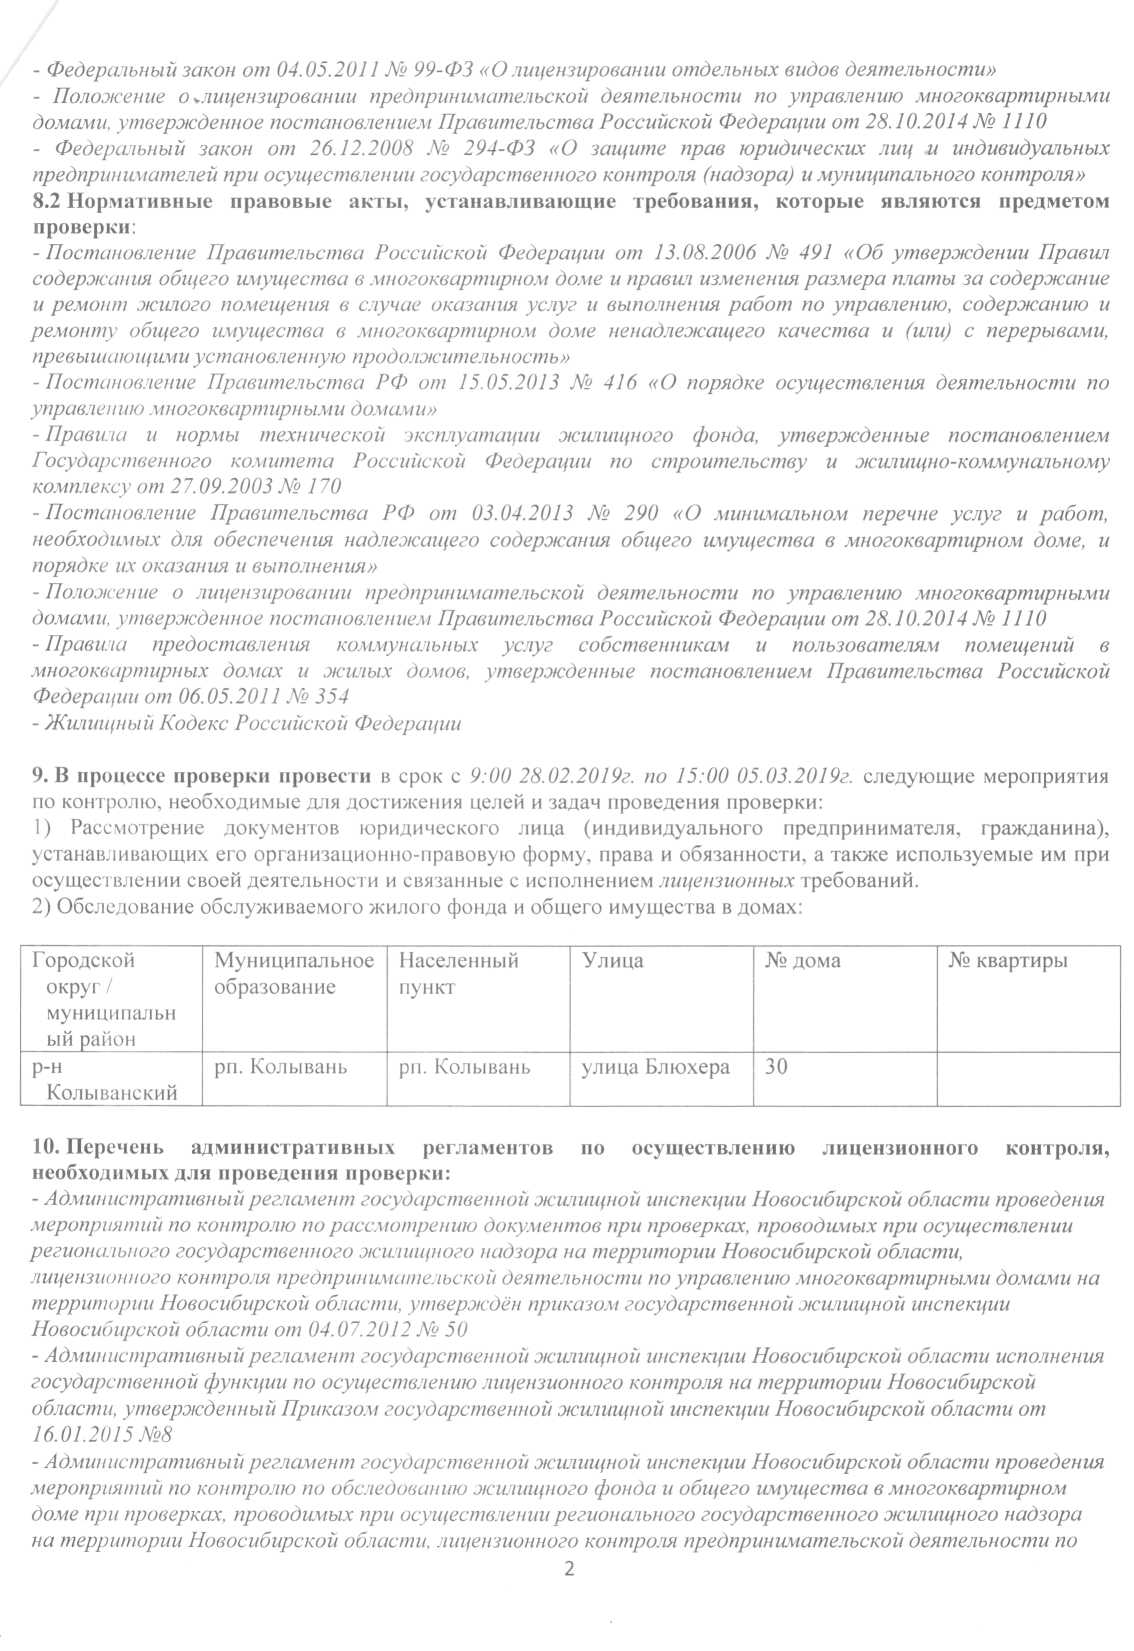 - Федеральный закон от 04.05.2011 № 99-ФЗ «О лицензировании отдельных видов деятельности»
- Положение о лицензировании предпринимательской деятельности по управлению многоквартирными
домами, утвержденное постановлением Правительства Российской Федерации от 28.10.2014 № 1110
- Федеральный закон от 26.12.2008 № 294-ФЗ «О защите прав юридических лиц и индивидуальных
предпринимателей при осуществлении государственного контроля (надзора) и муниципального контроля»
8.2 Нормативные правовые акты, устанавливающие требования, которые являются предметом
проверки:
- Постановление Правительства Российской Федерации от 13.08.2006 № 491 «Об утверждении Правил
содержания общего имущества в многоквартирном доме и правил изменения размера платы за содержание
и ремонт жилого помещения в случае оказания услуг и выполнения работ по управлению, содержанию и
ремонту общего имущества в многоквартирном доме ненадлежащего качества и (или) с перерывами,
превышающими установленную продолжительность»
- Постановление Правительства РФ от 15.05.2013 № 416 «О порядке осуществления деятельности по
управлению многоквартирными домами»
- Правила и нормы технической эксплуатации жилищного фонда, утвержденные постановлением
Государственного комитета Российской Федерации по строительству и жилищно-коммунальному
комплексу от 27.09.2003 № 170
- Постановление Правительства РФ от 03.04.2013 № 290 «О минимальном перечне услуг и работ,
необходимых для обеспечения надлежащего содержания общего имущества в многоквартирном доме, и
порядке их оказания и выполнения»
- Положение о лицензировании предпринимательской деятельности по управлению многоквартирными
домами, утвержденное постановлением Правительства Российской Федерации от 28.10.2014 № 1110
- Правила предоставления коммунальных услуг собственникам и пользователям помещений в
многоквартирных домах и жилых домов, утвержденные постановлением Правительства Российской
Федерации от 06.05.2011 № 354
- Жилищный Кодекс Российской Федерации
9. В процессе проверки провести в срок с 9:00 28.02.2019г. по 15:00 05.03.2019г. следующие мероприятия
по контролю, необходимые для достижения целей и задач проведения проверки:
1) Рассмотрение документов юридического лица (индивидуального предпринимателя, гражданина),
устанавливающих его организационно-правовую форму, права и обязанности, а также используемые им при
осуществлении своей деятельности и связанные с исполнением лицензионных требований.
2) Обследование обслуживаемого жилого фонда и общего имущества в домах:
Городской Муниципальное Населенный Улица № дома № квартиры
округ / образование пункт
муниципальн
ый район
р-н рп. Колывань рп. Колывань улица Блюхера 30
Колыванский
10. Перечень административных регламентов по осуществлению лицензионного контроля,
необходимых для проведения проверки:
- Административный регламент государственной жилищной инспекции Новосибирской области проведения
мероприятий по контролю по рассмотрению документов при проверках, проводимых при осуществлении
регионального государственного жилищного надзора на территории Новосибирской области,
лицензионного контроля предпринимательской деятельности по управлению многоквартирными домами на
территории Новосибирской области, утверждён приказом государственной жилищной инспекции
Новосибирской области от 04.07.2012 № 50
- Административный регламент государственной жилищной инспекции Новосибирской области исполнения
государственной функции по осуществлению лицензионного контроля на территории Новосибирской
области, утвержденный Приказом государственной жилищной инспекции Новосибирской области от
16.01.2015 №8
- Административный регламент государственной жилищной инспекции Новосибирской области проведения
мероприятий по контролю по обследованию жилищного фонда и общего имущества в многоквартирном
доме при проверках, проводимых при осуществлении регионального государственного жилищного надзора
на территории Новосибирской области, лицензионного контроля предпринимательской деятельности по
2